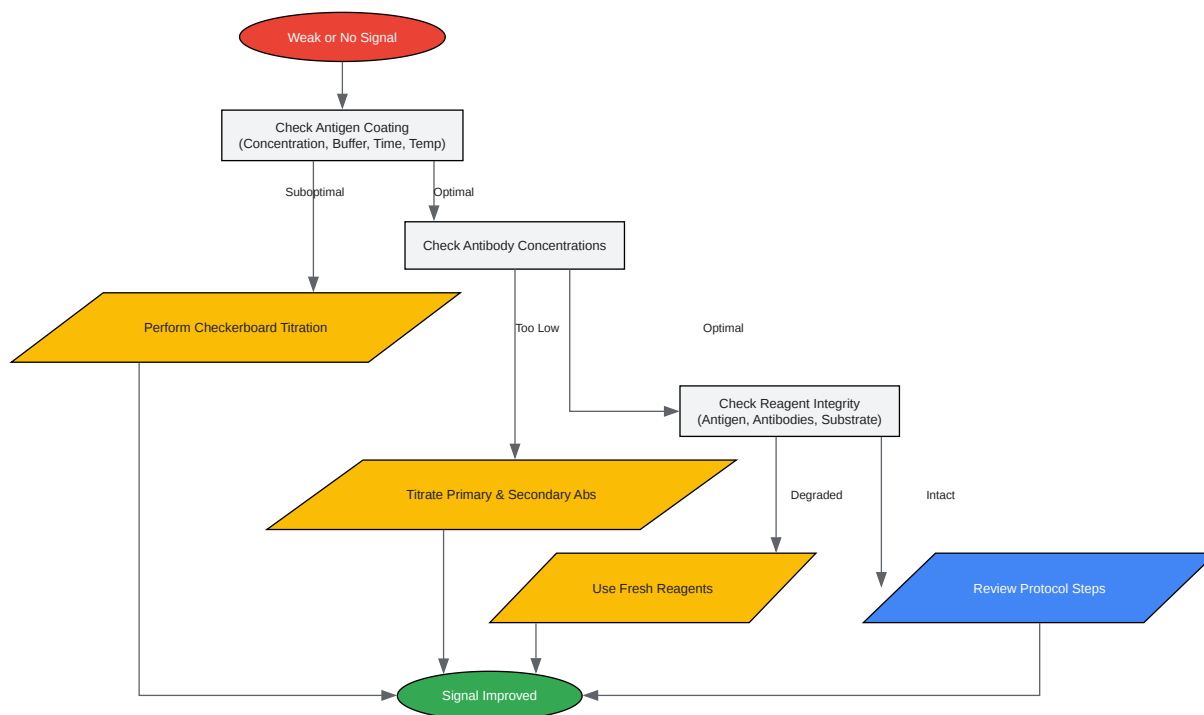 Weak or No Signal
Check Antigen Coating
(Concentration, Buffer, Time, Temp)
Suboptimal
Optimal
Check Antibody Concentrations
Perform Checkerboard Titration
Too Low
Optimal
Check Reagent Integrity
(Antigen, Antibodies, Substrate)
Titrate Primary & Secondary Abs
Degraded
Intact
Use Fresh Reagents
Review Protocol Steps
Signal Improved